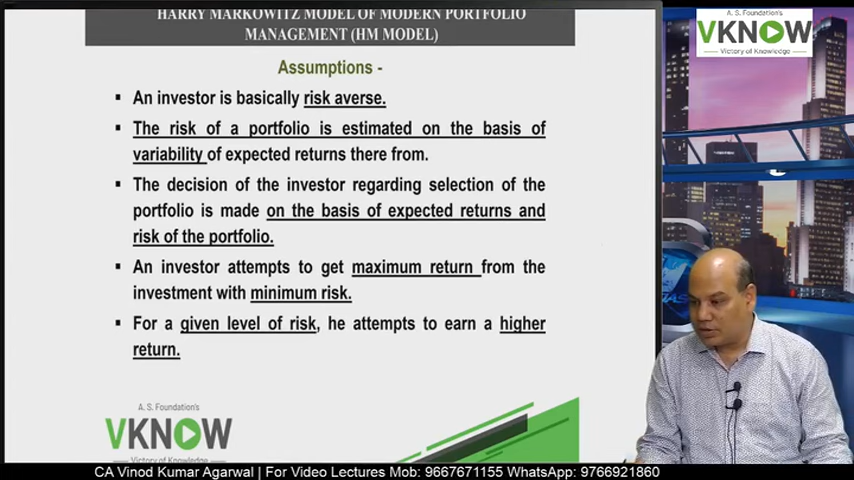 HARRY MARKOWITZ MODEL OF MODERN PORTFOLIO
MANAGEMENT (HM MODEL)
Assumptions -
▪ An investor is basically risk averse.
▪ The risk of a portfolio is estimated on the basis of
variability of expected returns there from.
▪ The decision of the investor regarding selection of the
portfolio is made on the basis of expected returns and
risk of the portfolio.
▪ An investor attempts to get maximum return from the
investment with minimum risk.
▪ For a given level of risk, he attempts to earn a higher
return.
A. S. Foundation's
VKNOW
Victory of Knowledge
A. S. Foundation's
VKNOW
Victory of Knowledge
CA Vinod Kumar Agarwal | For Video Lectures Mob: 9667671155 WhatsApp: 9766921860